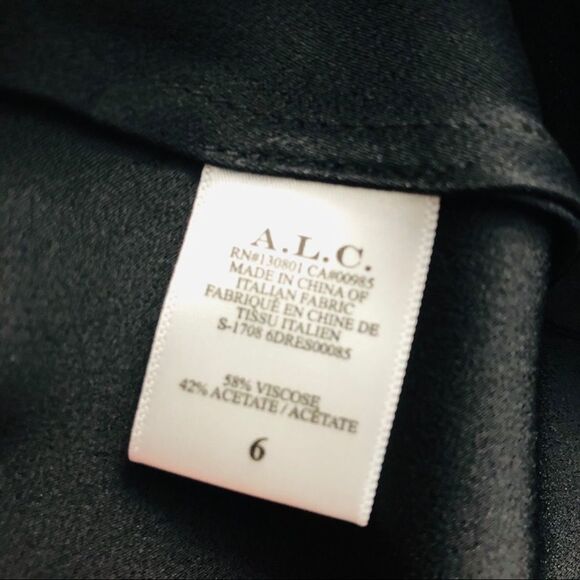 A.L.C.
RN#130801 CA#00985
MADE IN CHINA OF
ITALIAN FABRIC
FABRIQUÉ EN CHINE DE
TISSU ITALIEN
S-1708 6DRES00085
58% VISCOSE
42% ACETATE / ACÉTATE
6